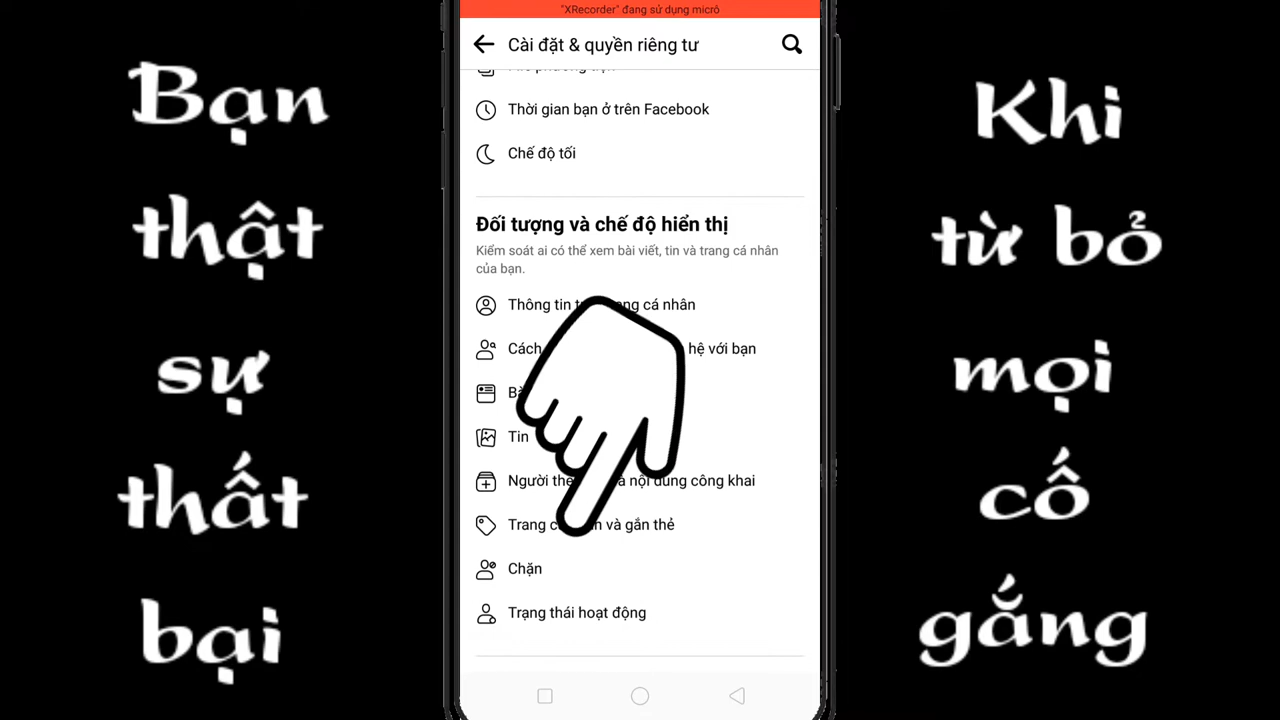 "XRecorder" đang sử dụng micrô
Cài đặt & quyền riêng tư
Thời gian bạn ở trên Facebook
Chế độ tối
Đối tượng và chế độ hiển thị
Kiểm soát ai có thể xem bài viết, tin và trang cá nhân
của bạn.
Thông tin cá nhân
Cách hệ với bạn
Tin
Người nội dung công khai
Trang và gắn thẻ
Chặn
Trạng thái hoạt động
Bạn
thật
sự
thất
bại
Khi
từ bỏ
mọi
cố
gắng